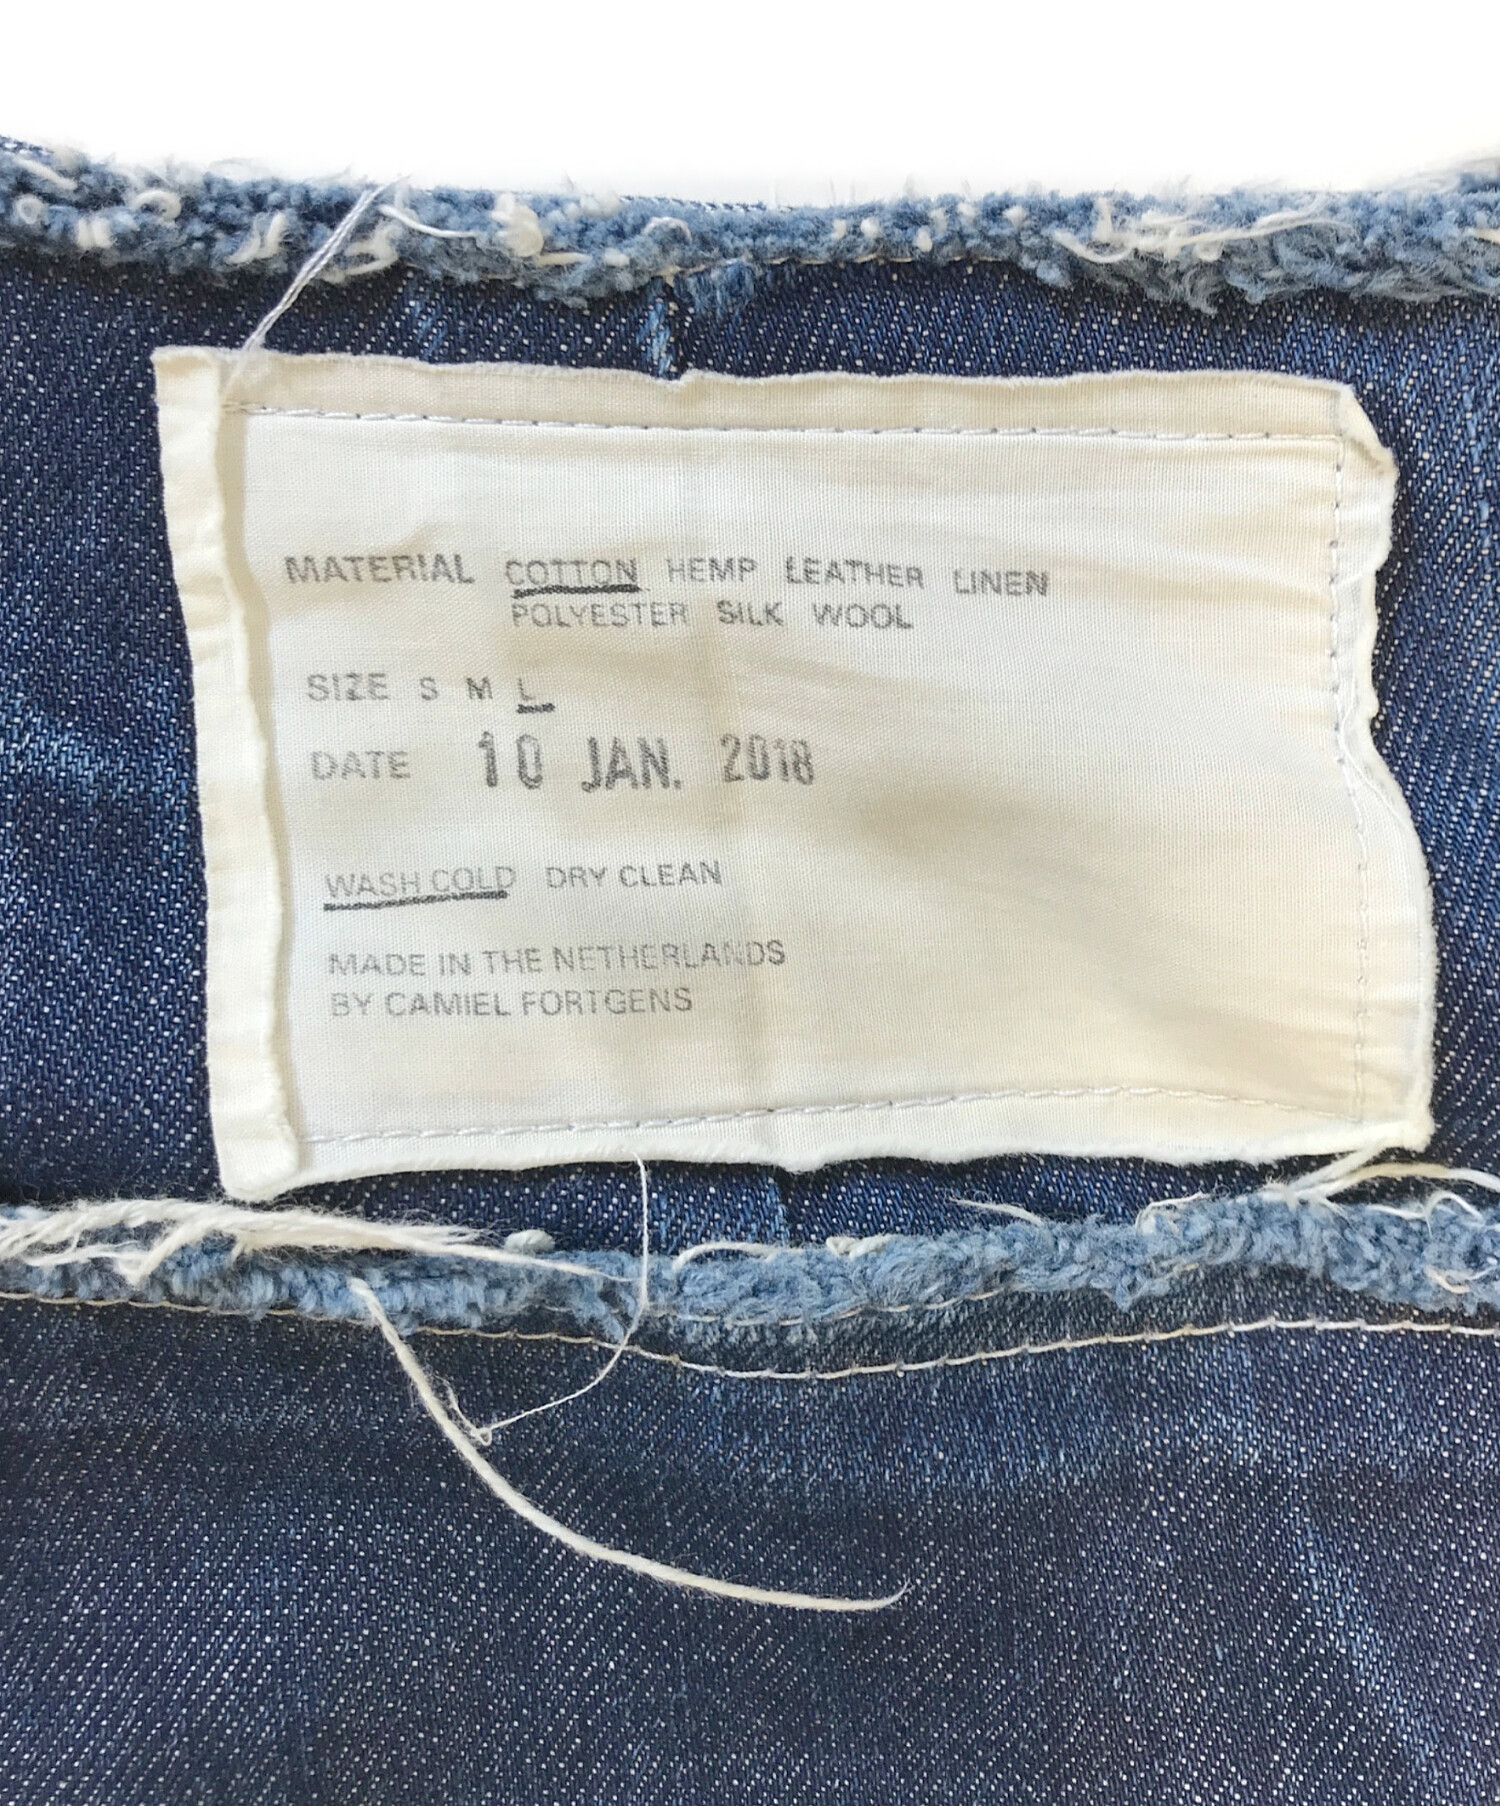 MATERIAL COTTON HEMP LEATHER LINEN
POLYESTER SILK WOOL
SIZE S M L
DATE 10 JAN. 2018
WASH COLD DRY CLEAN
MADE IN THE NETHERLANDS
BY CAMIEL FORTGENS